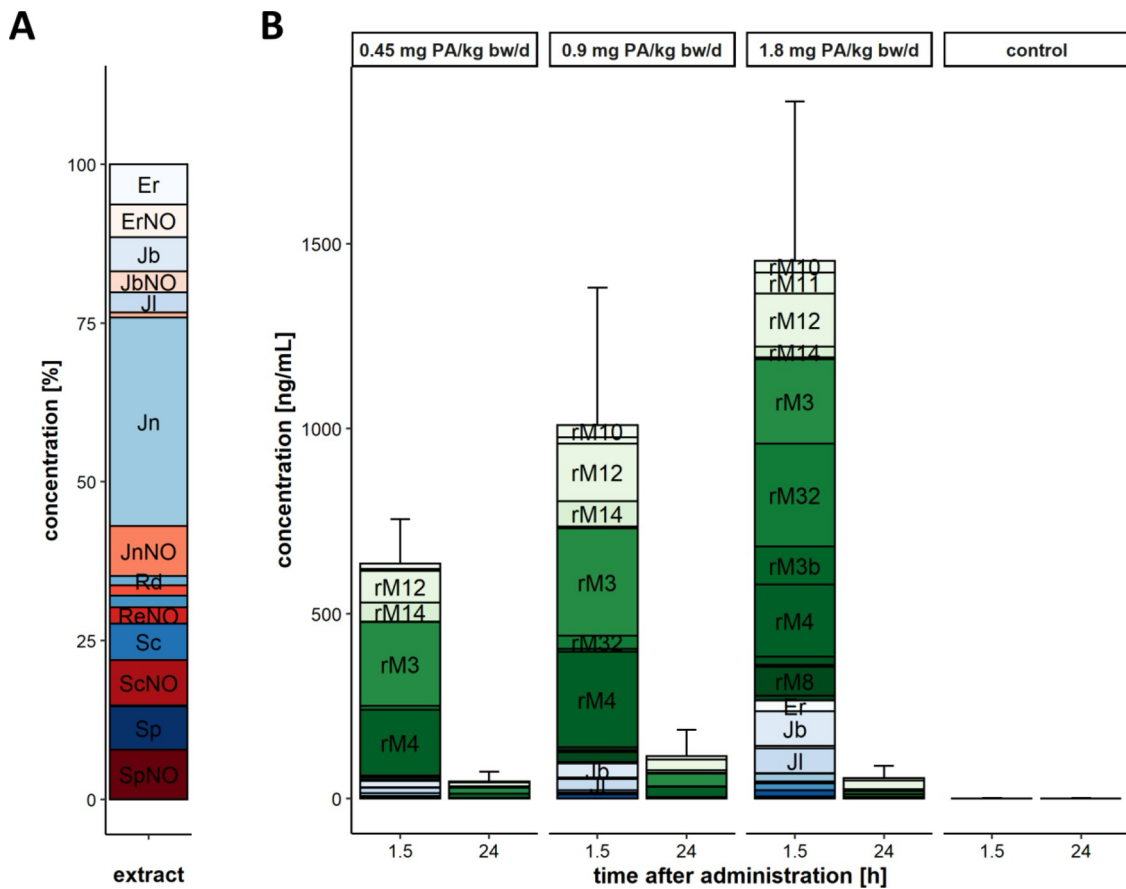 A
concentration [%]
100
75
50
25
0
Er
ErNO
Jb
JbNO
Jl
Jn
JnNO
Rd
ReNO
Sc
ScNO
Sp
SpNO
extract
B
0.45 mg PA/kg bw/d
0.9 mg PA/kg bw/d
1.8 mg PA/kg bw/d
control
concentration [ng/mL]
1500
1000
500
0
rM12
rM14
rM3
rM4
rM10
rM12
rM14
rM3
rM32
rM4
Jb
Jl
rM10
rM11
rM12
rM14
rM3
rM32
rM3b
rM4
rM8
Er
Jb
Jl
1.5 24 1.5 24 1.5 24 1.5 24
time after administration [h]